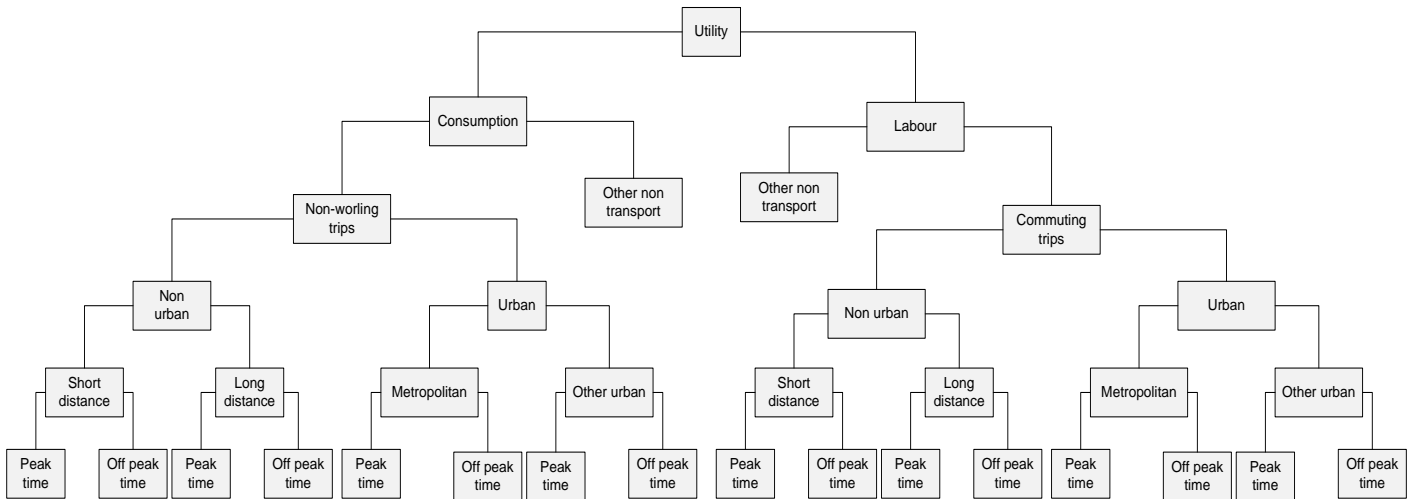 Utility
Consumption
Labour
Other non
transport
Other non
transport
Non-worling
trips
Commuting
trips
Non
urban
Urban
Non urban
Urban
Short
distance
Long
distance
Metropolitan
Other urban
Short
distance
Long
distance
Metropolitan
Other urban
Peak
time
Off peak
time
Peak
time
Off peak
time
Peak
time
Off peak
time
Peak
time
Off peak
time
Peak
time
Off peak
time
Peak
time
Off peak
time
Peak
time
Off peak
time
Peak
time
Off peak
time